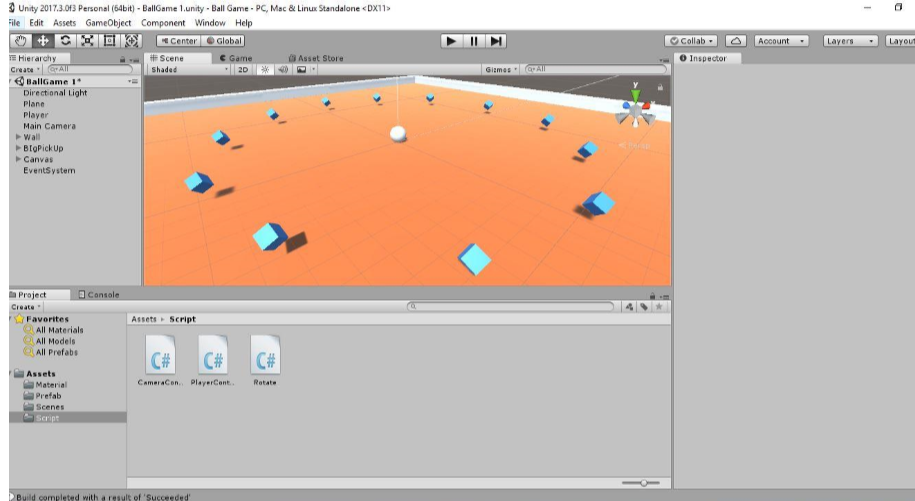 Unity 2017.3.0f3 Personal (64bit) - BallGame 1.unity - Ball Game - PC, Mac & Linux Standalone <DX11>
File Edit Assets GameObject Component Window Help
Center Global Collab Account Layers Layout
Hierarchy
Create All
BallGame 1*
Directional Light
Plane
Player
Main Camera
Wall
BIgPickUp
Canvas
EventSystem
Scene Game Asset Store
Shaded 2D Gizmos All
y
Persp
Inspector
Project Console
Create
Favorites
All Materials
All Models
All Prefabs
Assets
Material
Prefab
Scenes
Script
Assets Script
C# C# C#
CameraCon... PlayerCont... Rotate
Build completed with a result of 'Succeeded'